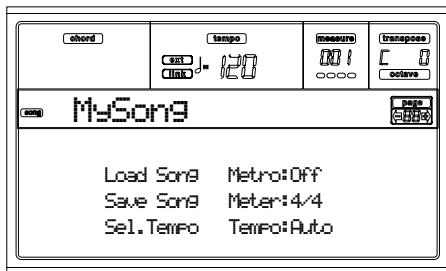 chord tempo measure transpose
ext link ♩= 120 001 [ 0
octave
song MySong page
Load Song Metro:Off
Save Song Meter:4/4
Sel.Tempo Tempo:Auto